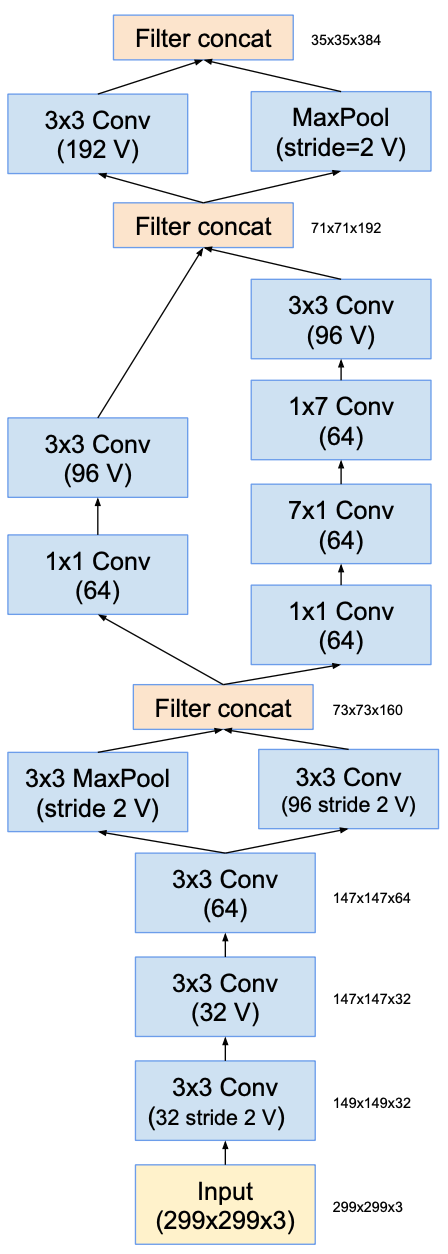 Filter concat
35x35x384
3x3 Conv
(192 V)
MaxPool
(stride=2 V)
Filter concat
71x71x192
3x3 Conv
(96 V)
1x7 Conv
(64)
3x3 Conv
(96 V)
7x1 Conv
(64)
1x1 Conv
(64)
1x1 Conv
(64)
Filter concat
73x73x160
3x3 MaxPool
(stride 2 V)
3x3 Conv
(96 stride 2 V)
3x3 Conv
(64)
147x147x64
3x3 Conv
(32 V)
147x147x32
3x3 Conv
(32 stride 2 V)
149x149x32
Input
(299x299x3)
299x299x3